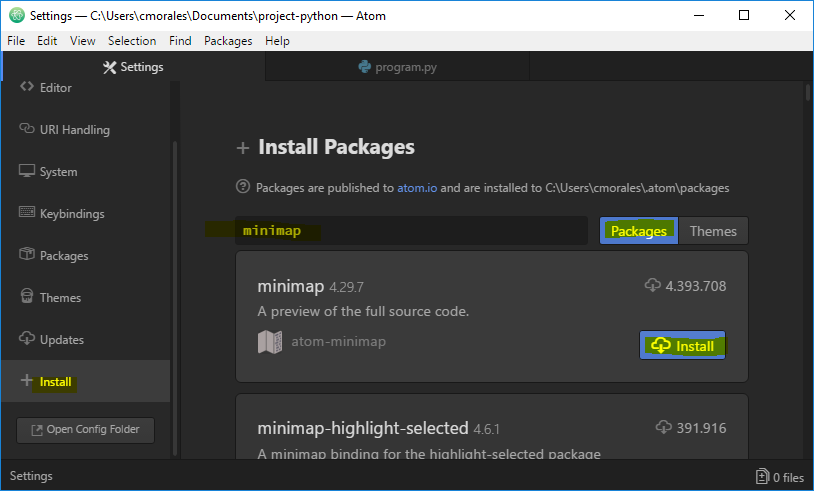 Settings — C:\Users\cmorales\Documents\project-python — Atom
File Edit View Selection Find Packages Help
Settings
program.py
Editor
URI Handling
System
Keybindings
Packages
Themes
Updates
Install
Open Config Folder
Install Packages
Packages are published to atom.io and are installed to C:\Users\cmorales\.atom\packages
minimap
Packages Themes
minimap 4.29.7 4.393.708
A preview of the full source code.
atom-minimap
Install
minimap-highlight-selected 4.6.1 391.916
A minimap binding for the highlight-selected package
Settings
0 files